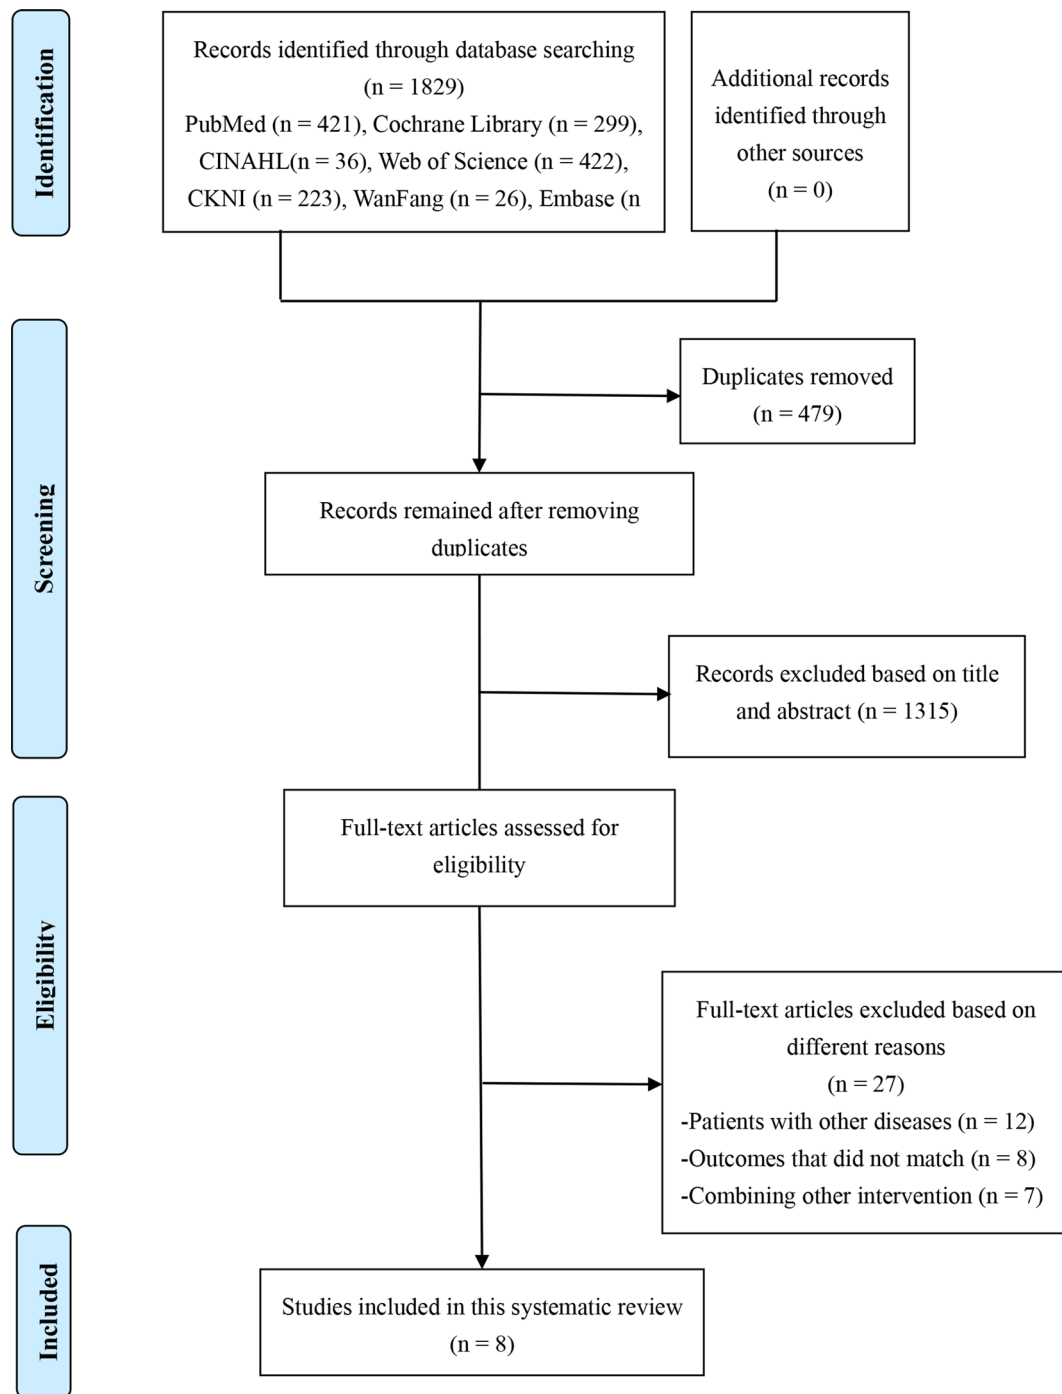 Identification
Records identified through database searching
(n = 1829)
PubMed (n = 421), Cochrane Library (n = 299),
CINAHL(n = 36), Web of Science (n = 422),
CKNI (n = 223), WanFang (n = 26), Embase (n
Additional records
identified through
other sources
(n = 0)
Screening
Duplicates removed
(n = 479)
Records remained after removing
duplicates
Records excluded based on title
and abstract (n = 1315)
Eligibility
Full-text articles assessed for
eligibility
Full-text articles excluded based on
different reasons
(n = 27)
-Patients with other diseases (n = 12)
-Outcomes that did not match (n = 8)
-Combining other intervention (n = 7)
Included
Studies included in this systematic review
(n = 8)